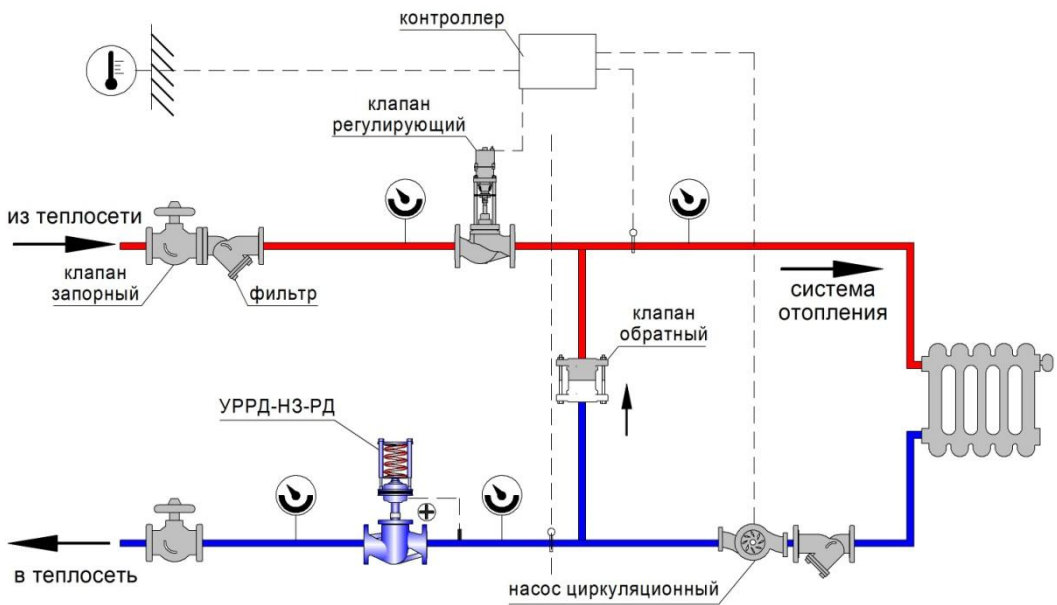 контроллер
клапан
регулирующий
из теплосети
клапан
запорный
фильтр
система
отопления
клапан
обратный
УРРД-НЗ-РД
в теплосеть
насос циркуляционный